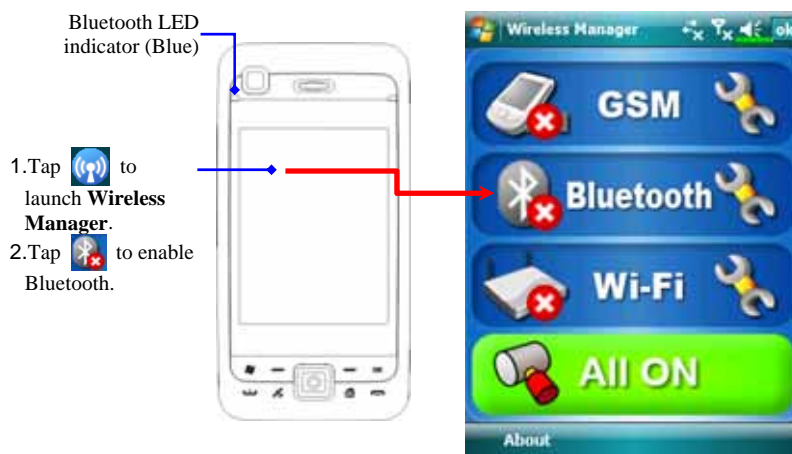 Bluetooth LED
indicator (Blue)
1.Tap to
launch Wireless
Manager.
2.Tap to enable
Bluetooth.
Wireless Manager ok
GSM
Bluetooth
Wi-Fi
All ON
About